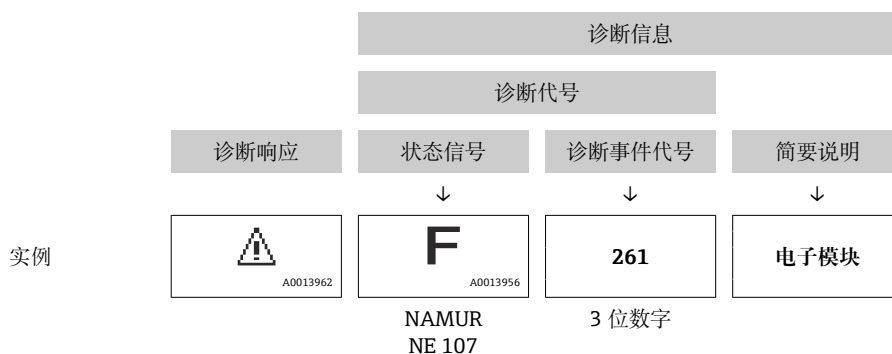 诊断信息
诊断代号
诊断响应 状态信号 诊断事件代号 简要说明
↓ ↓ ↓
实例 F 261 电子模块
A0013962 A0013956
NAMUR 3 位数字
NE 107